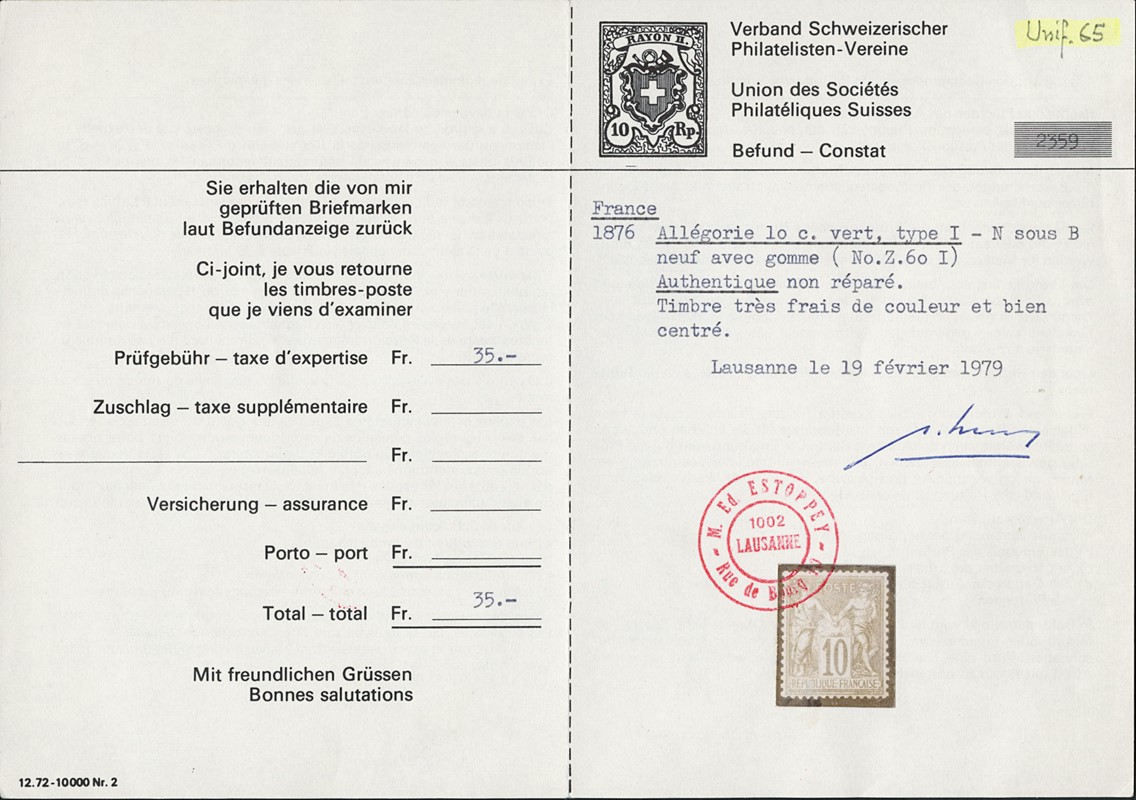 Sie erhalten die von mir
geprüften Briefmarken
laut Befundanzeige zurück
Ci-joint, je vous retourne
les timbres-poste
que je viens d'examiner
Prüfgebühr – taxe d'expertise Fr. 35.-
Zuschlag – taxe supplémentaire Fr.
Fr.
Versicherung – assurance Fr.
Porto – port Fr.
Total – total Fr. 35.-
Mit freundlichen Grüssen
Bonnes salutations
12.72-10000 Nr. 2
RAYON II.
10 Rp.
Verband Schweizerischer
Philatelisten-Vereine
Union des Sociétés
Philatéliques Suisses
Befund – Constat
Unif. 65
2359
France
1876 Allégorie lo c. vert, type I - N sous B
neuf avec gomme ( No.Z.6o I)
Authentique non réparé.
Timbre très frais de couleur et bien
centré.
Lausanne le 19 février 1979
M. Ed. ESTOPPEY
1002
LAUSANNE
Rue de Bourg 10
POSTE
10
REPUBLIQUE FRANÇAISE